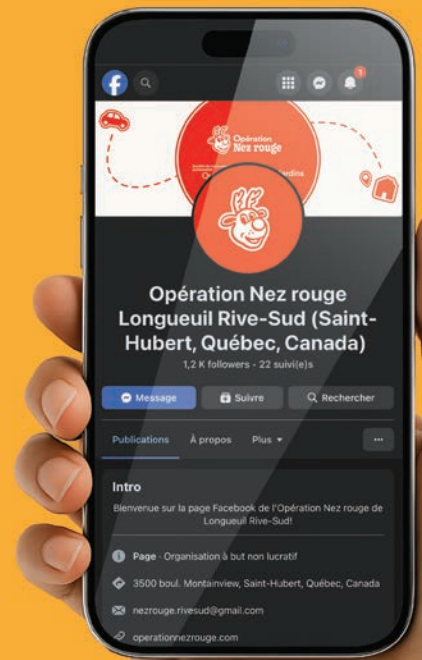 f
1
Opération
Nez rouge
Opération Nez rouge
Longueuil Rive-Sud (Saint-
Hubert, Québec, Canada)
1,2 K followers - 22 suivi(e)s
Message
Suivre
Rechercher
Publications
À propos
Plus
Intro
Bienvenue sur la page Facebook de l'Opération Nez rouge de
Longueuil Rive-Sud!
Page - Organisation à but non lucratif
3500 boul. Montainview, Saint-Hubert, Québec, Canada
nezrouge.rivesud@gmail.com
operationnezrouge.com